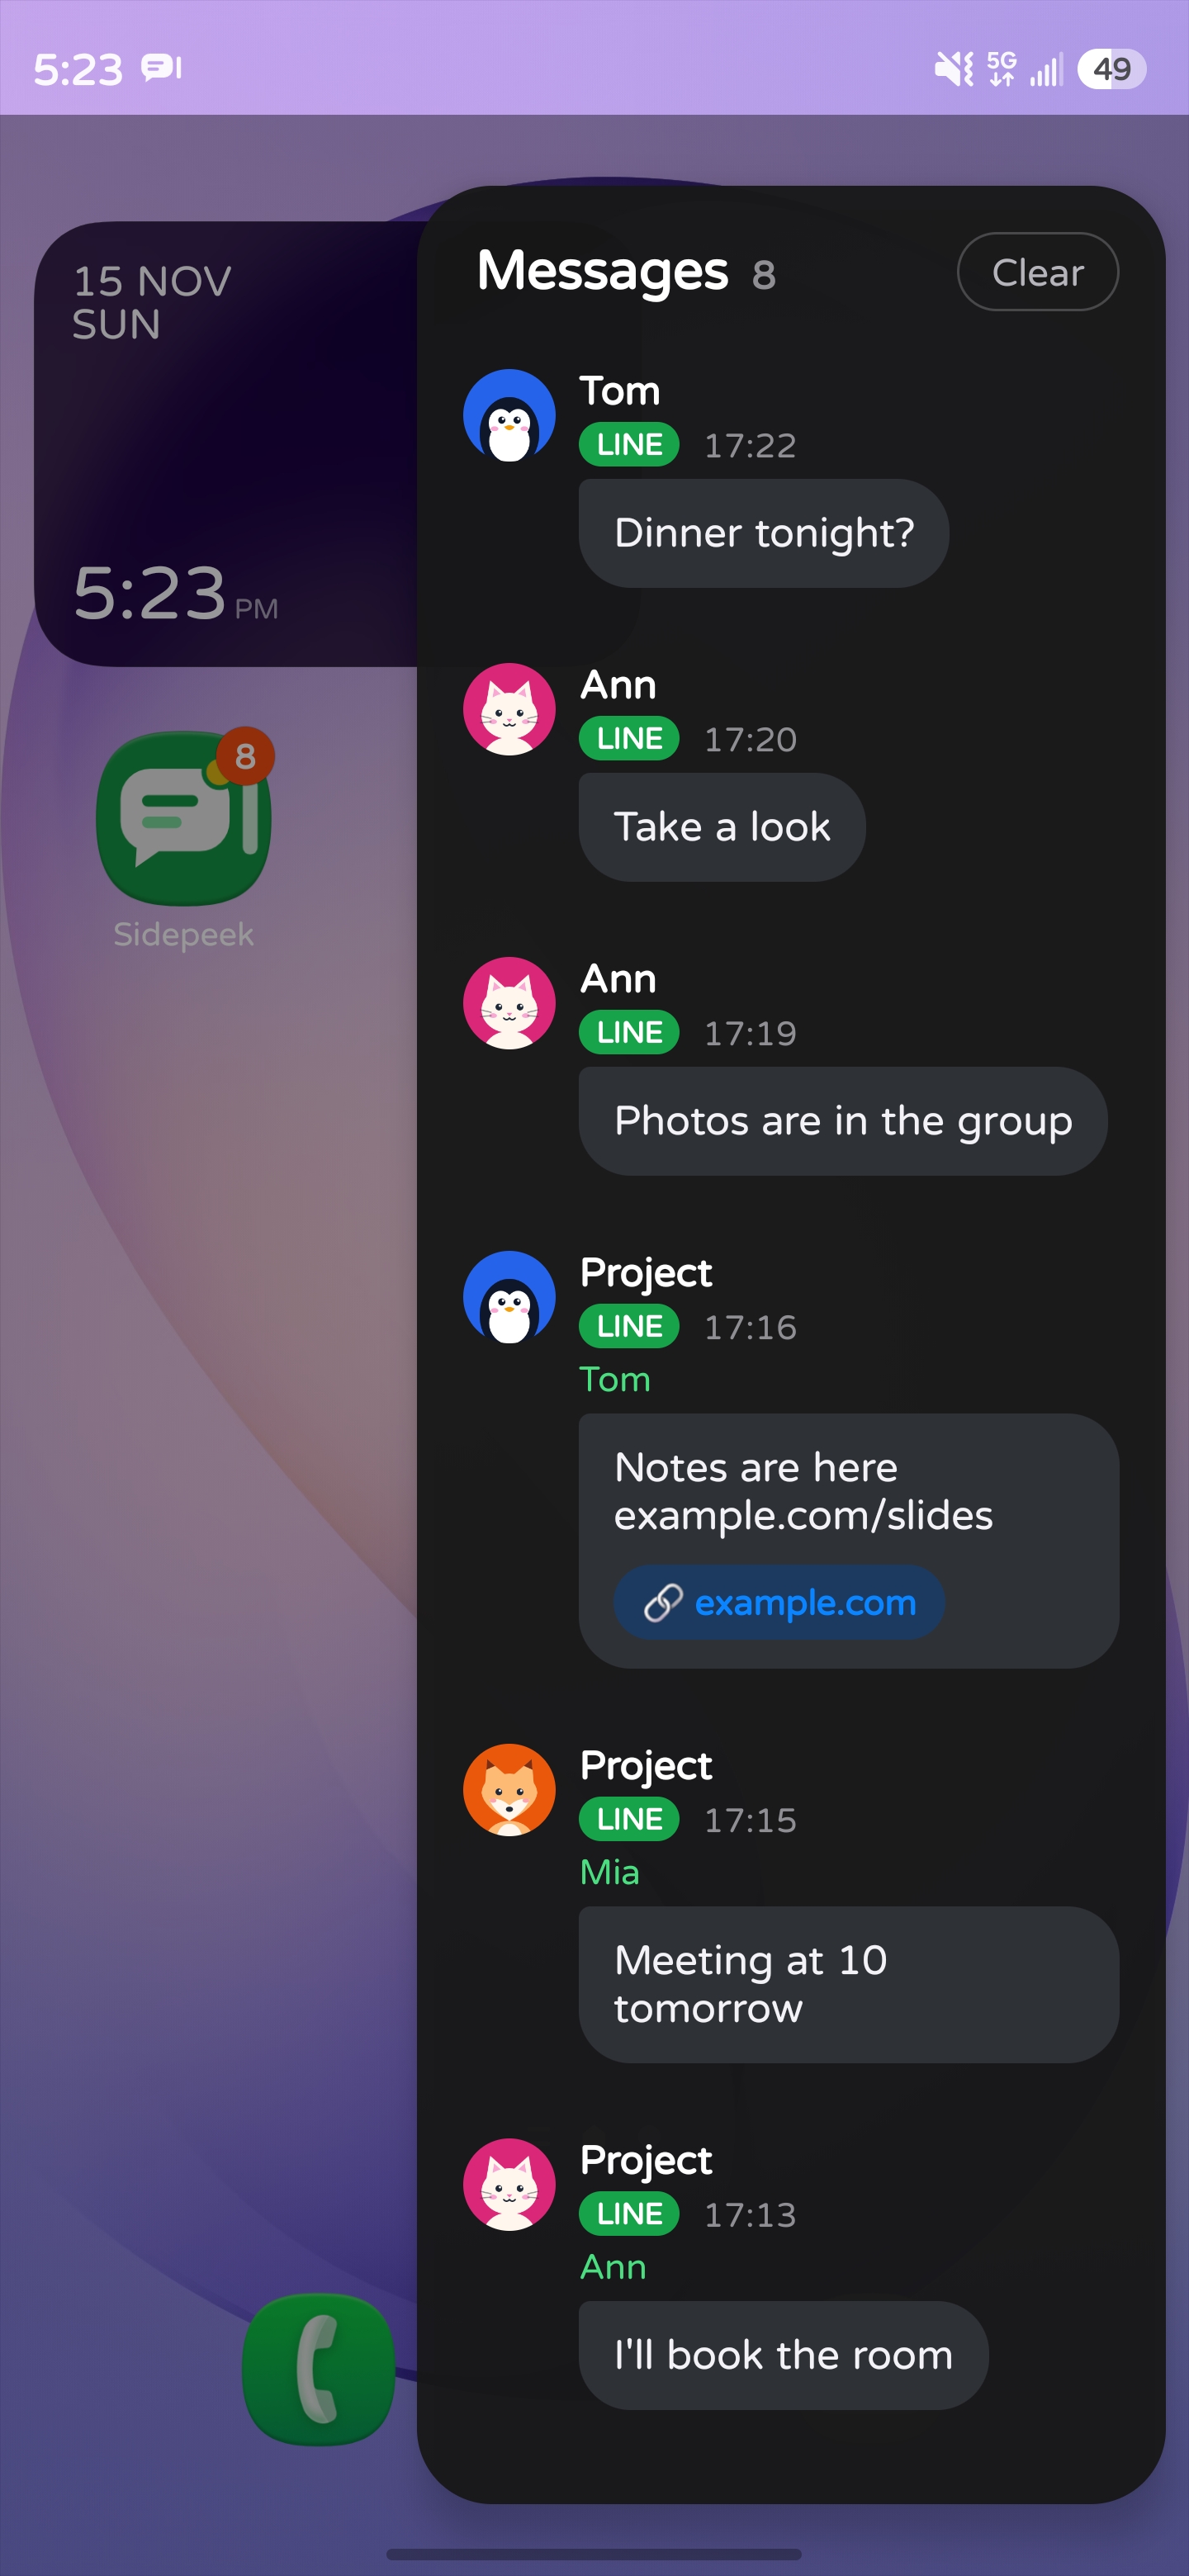 5:23
5G
49
15 NOV
SUN
5:23 PM
8
Sidepeek
Messages 8
Clear
Tom
LINE 17:22
Dinner tonight?
Ann
LINE 17:20
Take a look
Ann
LINE 17:19
Photos are in the group
Project
LINE 17:16
Tom
Notes are here
example.com/slides
example.com
Project
LINE 17:15
Mia
Meeting at 10
tomorrow
Project
LINE 17:13
Ann
I'll book the room